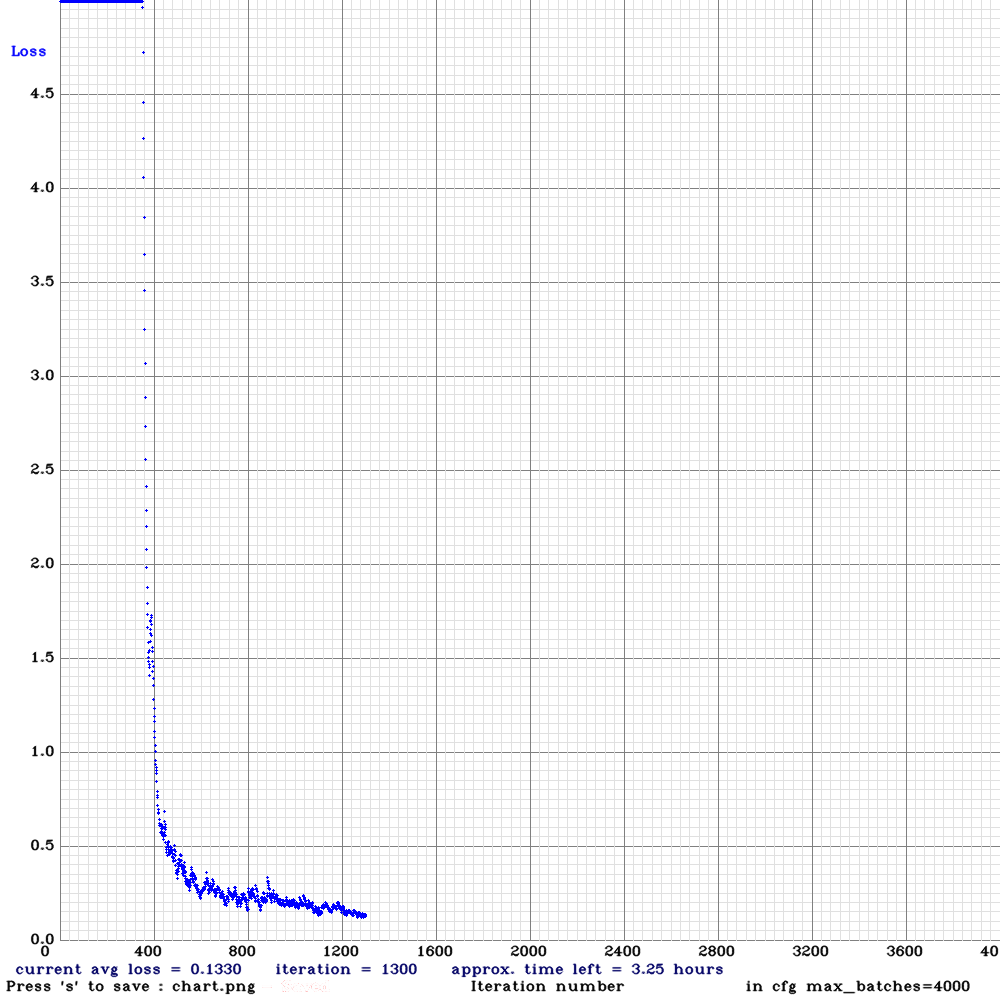 Loss
4.5
4.0
3.5
3.0
2.5
2.0
1.5
1.0
0.5
0.0
0 400 800 1200 1600 2000 2400 2800 3200 3600 40
current avg loss = 0.1330 iteration = 1300 approx. time left = 3.25 hours
Press 's' to save : chart.png Iteration number in cfg max_batches=4000